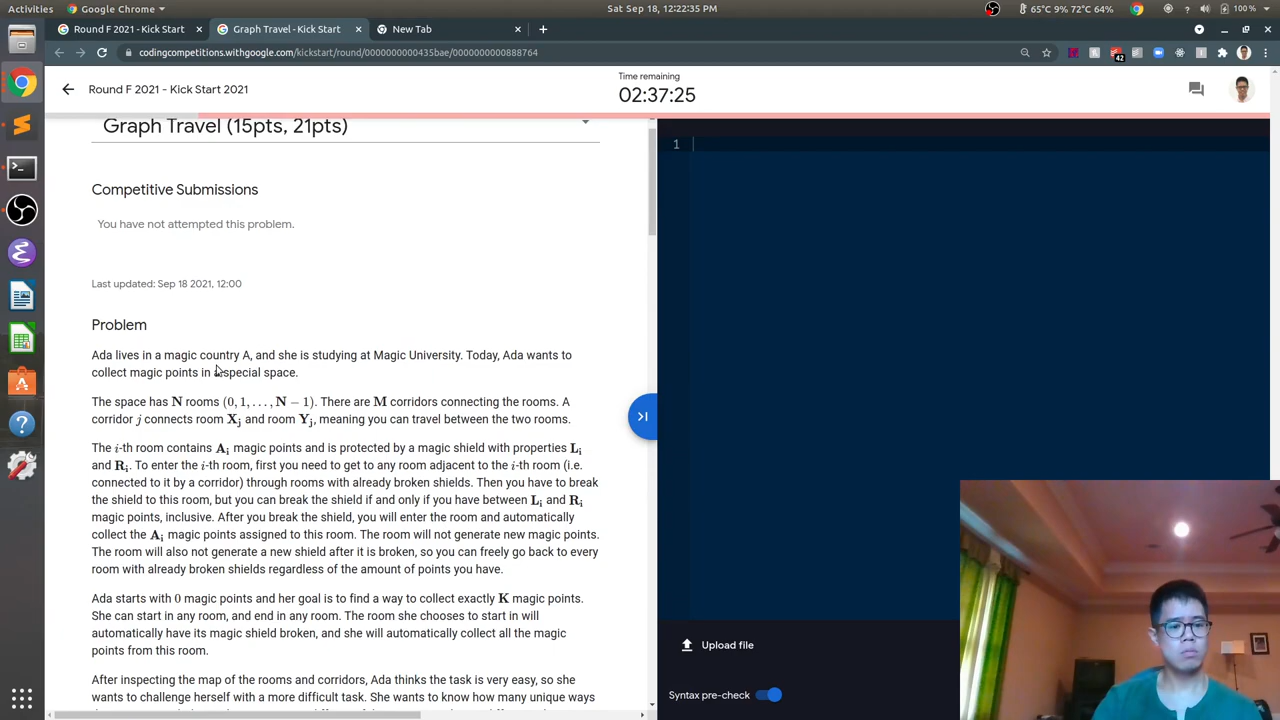 Activities
Google Chrome
Sat Sep 18, 12:22:35 PM
65°C 9% 72% 64%
100%
Round F 2021 - Kick Start
Graph Travel - Kick Start
New Tab
codingcompetitions.withgoogle.com/kickstart/round/0000000000435bae/0000000000888764
42
Round F 2021 - Kick Start 2021
Time remaining
02:37:25
Graph Travel (15pts, 21pts)
1
Competitive Submissions
You have not attempted this problem.
Last updated: Sep 18 2021, 12:00
Problem
Ada lives in a magic country A, and she is studying at Magic University. Today, Ada wants to
collect magic points in a special space.
The space has N rooms (0, 1, . . . , N − 1). There are M corridors connecting the rooms. A
corridor j connects room Xj and room Yj, meaning you can travel between the two rooms.
The i-th room contains Ai magic points and is protected by a magic shield with properties Li
and Ri. To enter the i-th room, first you need to get to any room adjacent to the i-th room (i.e.
connected to it by a corridor) through rooms with already broken shields. Then you have to break
the shield to this room, but you can break the shield if and only if you have between Li and Ri
magic points, inclusive. After you break the shield, you will enter the room and automatically
collect the Ai magic points assigned to this room. The room will not generate new magic points.
The room will also not generate a new shield after it is broken, so you can freely go back to every
room with already broken shields regardless of the amount of points you have.
Ada starts with 0 magic points and her goal is to find a way to collect exactly K magic points.
She can start in any room, and end in any room. The room she chooses to start in will
automatically have its magic shield broken, and she will automatically collect all the magic
points from this room.
After inspecting the map of the rooms and corridors, Ada thinks the task is very easy, so she
wants to challenge herself with a more difficult task. She wants to know how many unique ways
Upload file
Syntax pre-check